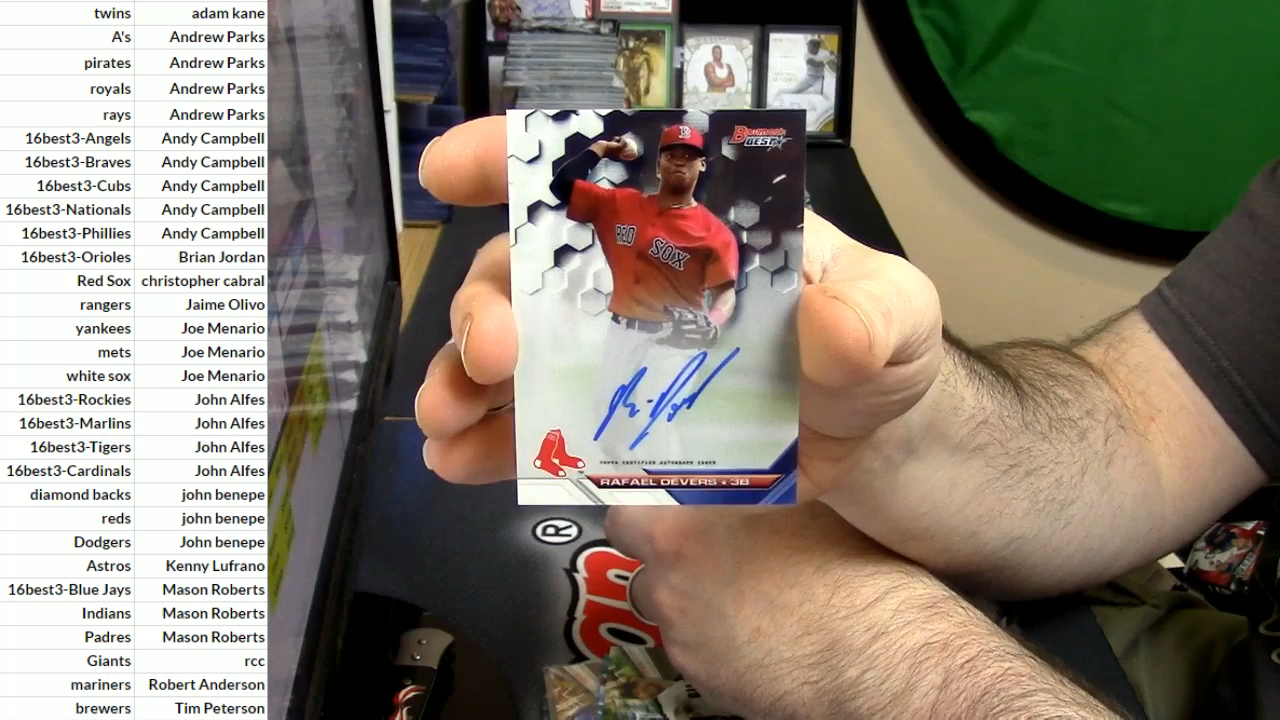 twins adam kane
A's Andrew Parks
pirates Andrew Parks
royals Andrew Parks
rays Andrew Parks
16best3-Angels Andy Campbell
16best3-Braves Andy Campbell
16best3-Cubs Andy Campbell
16best3-Nationals Andy Campbell
16best3-Phillies Andy Campbell
16best3-Orioles Brian Jordan
Red Sox christopher cabral
rangers Jaime Olivo
yankees Joe Menario
mets Joe Menario
white sox Joe Menario
16best3-Rockies John Alfes
16best3-Marlins John Alfes
16best3-Tigers John Alfes
16best3-Cardinals John Alfes
diamond backs john benepe
reds john benepe
Dodgers John benepe
Astros Kenny Lufrano
16best3-Blue Jays Mason Roberts
Indians Mason Roberts
Padres Mason Roberts
Giants rcc
mariners Robert Anderson
brewers Tim Peterson
B
Bowman's
BEST
RED SOX
TOPPS CERTIFIED AUTOGRAPH ISSUE
RAFAEL DEVERS ★ 3B
®